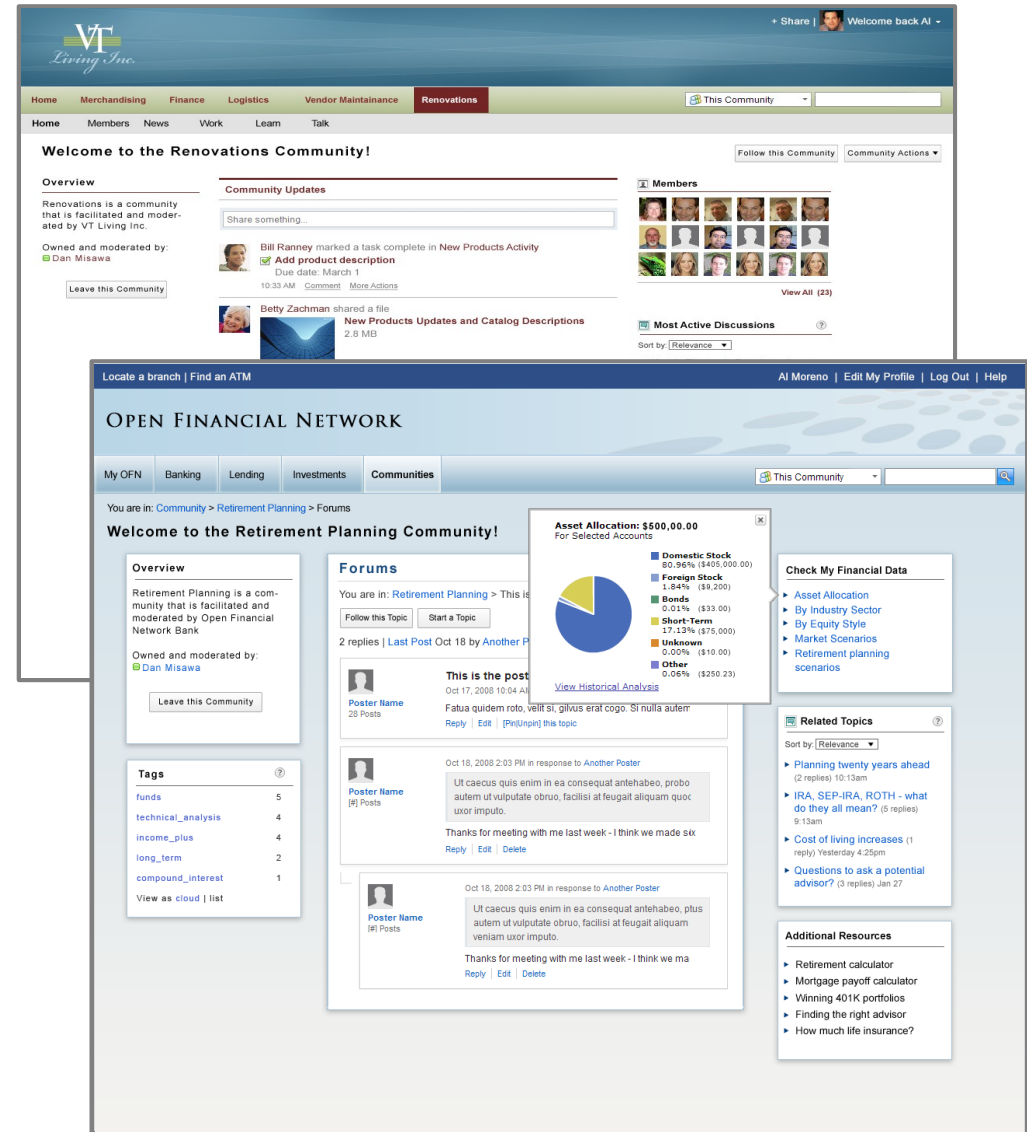 VT
Living Inc.
+ Share | Welcome back Al
Home Merchandising Finance Logistics Vendor Maintainance Renovations
This Community
Home Members News Work Learn Talk
Welcome to the Renovations Community!
Follow this Community Community Actions
Overview
Renovations is a community
that is facilitated and moder-
ated by VT Living Inc.
Owned and moderated by:
Dan Misawa
Leave this Community
Community Updates
Share something...
Bill Ranney marked a task complete in New Products Activity
Add product description
Due date: March 1
10:33 AM Comment More Actions
Betty Zachman shared a file
New Products Updates and Catalog Descriptions
2.8 MB
Members
View All (23)
Most Active Discussions ?
Sort by: Relevance
Locate a branch | Find an ATM
Al Moreno | Edit My Profile | Log Out | Help
Open Financial Network
My OFN Banking Lending Investments Communities
This Community
You are in: Community > Retirement Planning > Forums
Welcome to the Retirement Planning Community!
Overview
Retirement Planning is a com-
munity that is facilitated and
moderated by Open Financial
Network Bank
Owned and moderated by:
Dan Misawa
Leave this Community
Tags ?
funds 5
technical_analysis 4
income_plus 4
long_term 2
compound_interest 1
View as cloud | list
Forums
You are in: Retirement Planning > This is
Follow this Topic Start a Topic
2 replies | Last Post Oct 18 by Another P
This is the post
Oct 17, 2008 10:04 AM
Poster Name
28 Posts
Fatua quidem roto, velit si, gilvus erat cogo. Si nulla autem
Reply | Edit | [Pin|Unpin] this topic
Oct 18, 2008 2:03 PM in response to Another Poster
Poster Name
[#] Posts
Ut caecus quis enim in ea consequat antehabeo, probo
autem ut vulputate obruo, facilisi at feugait aliquam quoc
uxor imputo.
Thanks for meeting with me last week - I think we made six
Reply | Edit | Delete
Oct 18, 2008 2:03 PM in response to Another Poster
Poster Name
[#] Posts
Ut caecus quis enim in ea consequat antehabeo, ptus
autem ut vulputate obruo, facilisi at feugait aliquam
veniam uxor imputo.
Thanks for meeting with me last week - I think we ma
Reply | Edit | Delete
Asset Allocation: $500,00.00
For Selected Accounts
Domestic Stock
80.96% ($405,000.00)
Foreign Stock
1.84% ($9,200)
Bonds
0.01% ($33.00)
Short-Term
17.13% ($75,000)
Unknown
0.00% ($10.00)
Other
0.06% ($250.23)
View Historical Analysis
Check My Financial Data
Asset Allocation
By Industry Sector
By Equity Style
Market Scenarios
Retirement planning
scenarios
Related Topics ?
Sort by: Relevance
Planning twenty years ahead
(2 replies) 10:13am
IRA, SEP-IRA, ROTH - what
do they all mean? (5 replies)
9:13am
Cost of living increases (1
reply) Yesterday 4:25pm
Questions to ask a potential
advisor? (3 replies) Jan 27
Additional Resources
Retirement calculator
Mortgage payoff calculator
Winning 401K portfolios
Finding the right advisor
How much life insurance?